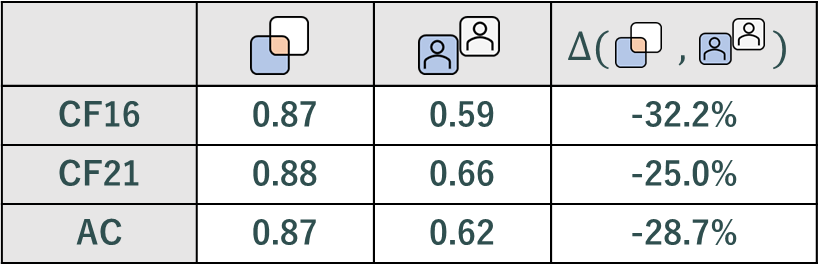 Δ( , )
CF16 0.87 0.59 -32.2%
CF21 0.88 0.66 -25.0%
AC 0.87 0.62 -28.7%